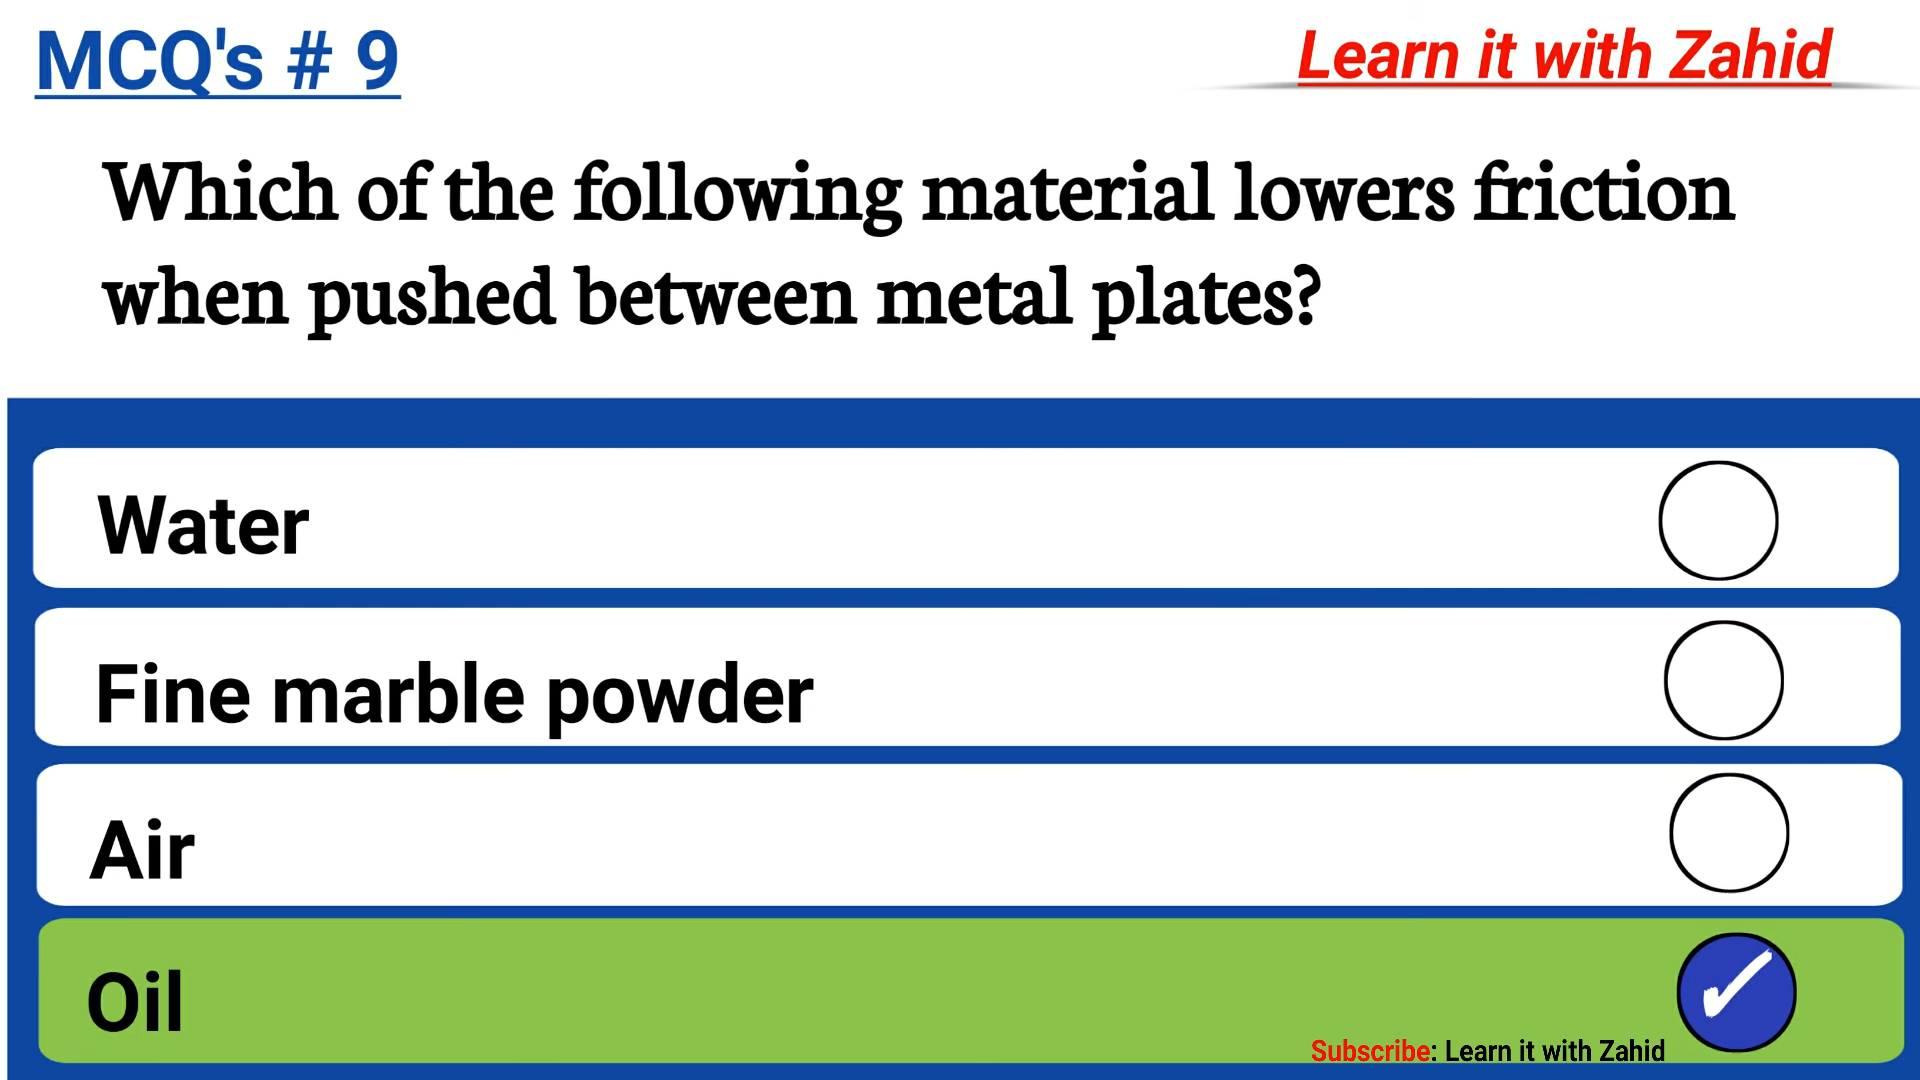 MCQ's # 9
Learn it with Zahid
Which of the following material lowers friction
when pushed between metal plates?
Water
Fine marble powder
Air
Oil
Subscribe: Learn it with Zahid